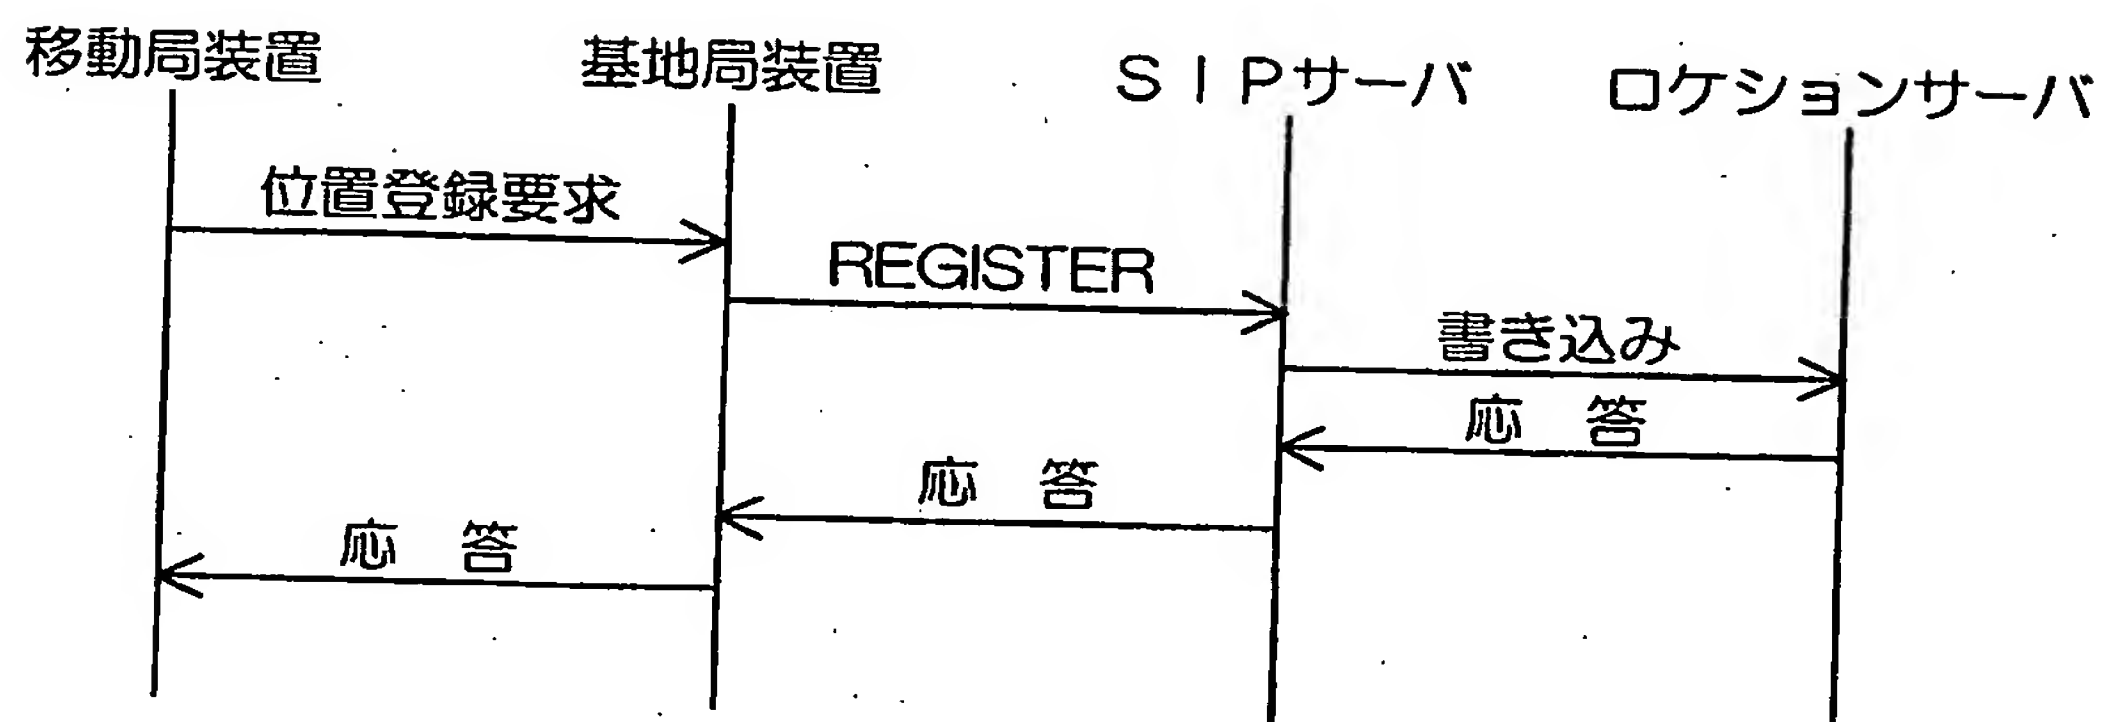 移動局装置
基地局装置
SIPサーバ
ロケションサーバ
位置登録要求
REGISTER
書き込み
応 答
応 答
応 答